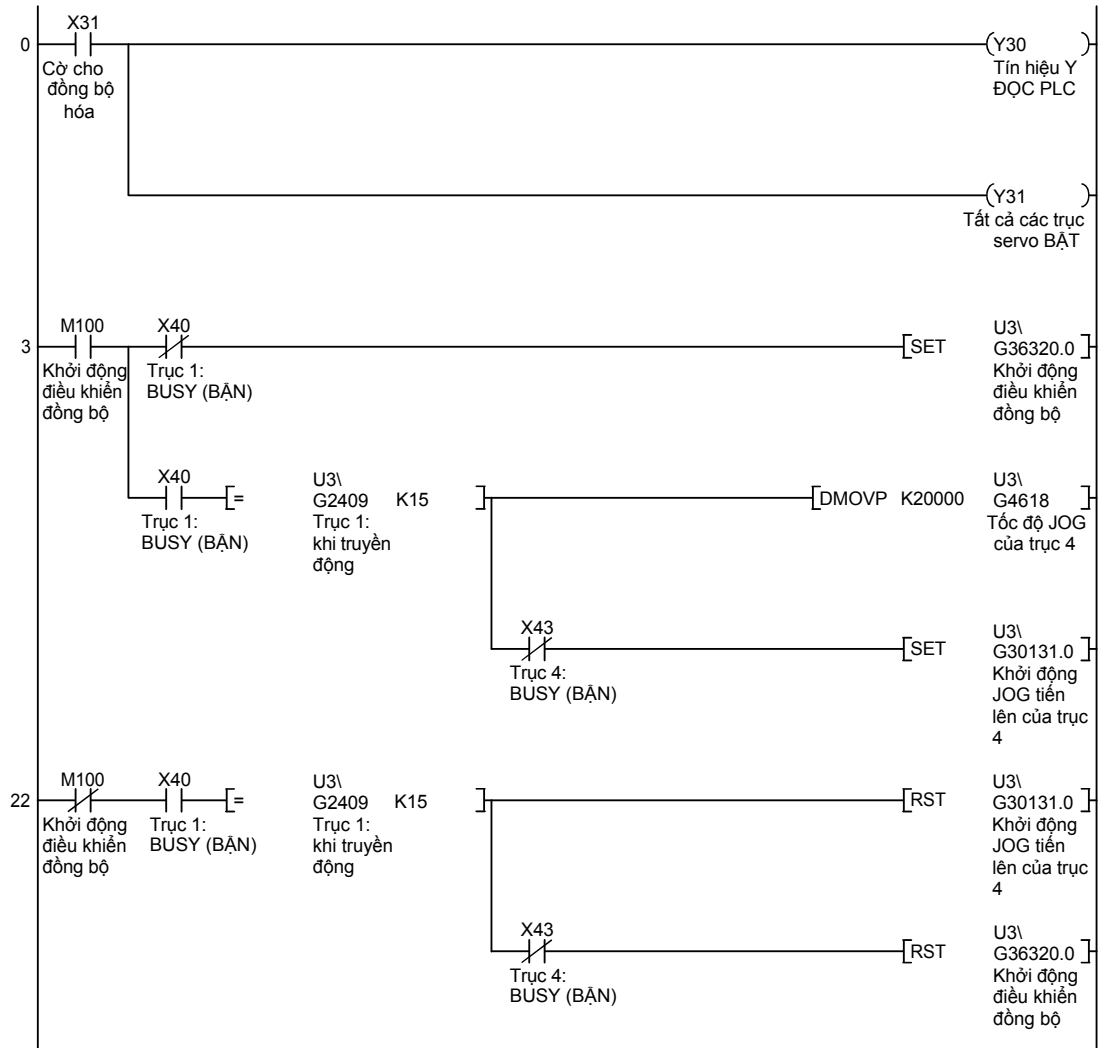 X31
0
Y30
Cờ cho
đồng bộ
hóa
Tín hiệu Y
ĐỌC PLC
Y31
Tất cả các trục
servo BẬT
M100 X40 U3\
3 SET G36320.0
Khởi động
điều khiển
đồng bộ
Trục 1:
BUSY (BẬN)
Khởi động
điều khiển
đồng bộ
X40 U3\ U3\
= G2409 K15 DMOVP K20000 G4618
Trục 1:
BUSY (BẬN)
Trục 1:
khi truyền
động
Tốc độ JOG
của trục 4
X43 U3\
SET G30131.0
Trục 4:
BUSY (BẬN)
Khởi động
JOG tiến
lên của trục
4
M100 X40 U3\ U3\
22 = G2409 K15 RST G30131.0
Khởi động
điều khiển
đồng bộ
Trục 1:
BUSY (BẬN)
Trục 1:
khi truyền
động
Khởi động
JOG tiến
lên của trục
4
X43 U3\
RST G36320.0
Trục 4:
BUSY (BẬN)
Khởi động
điều khiển
đồng bộ